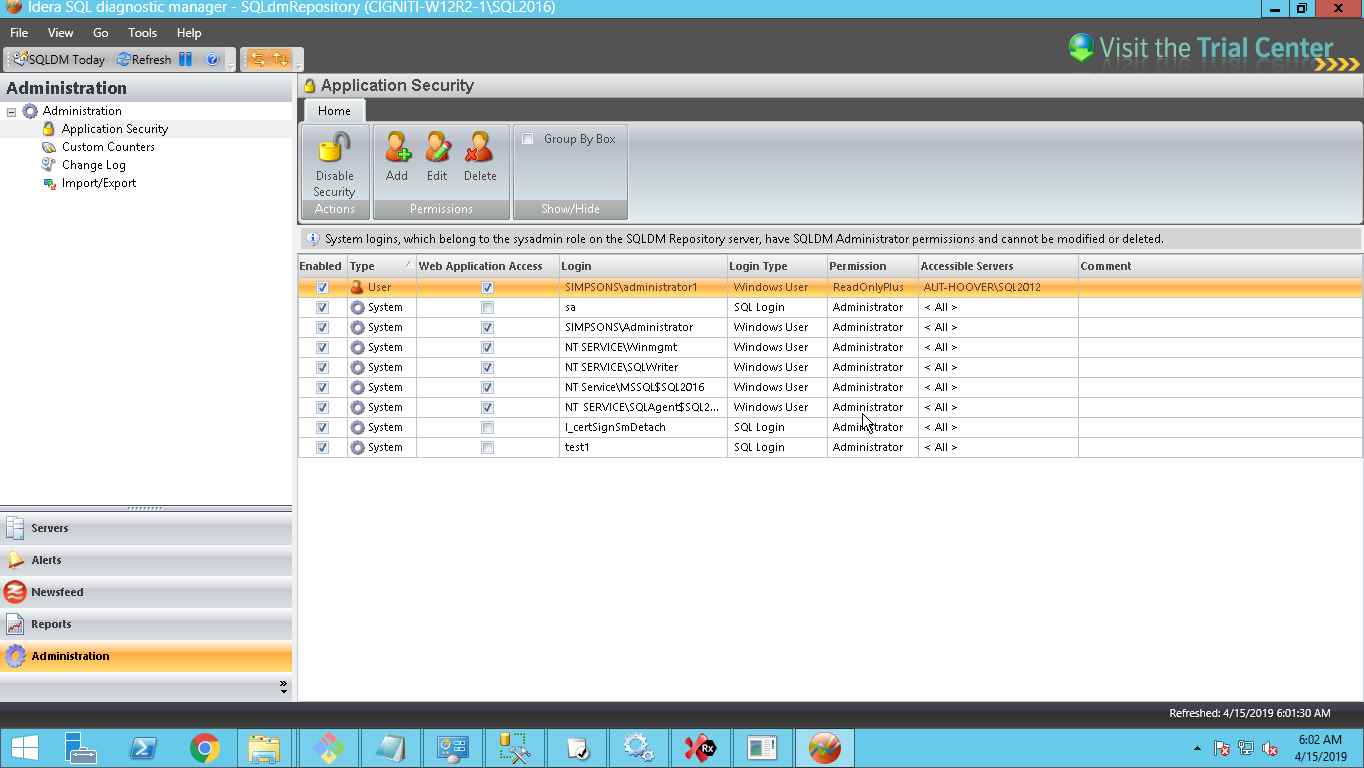 Idera SQL diagnostic manager - SQLdmRepository (CIGNITI-W12R2-1\SQL2016)
File View Go Tools Help
SQLDM Today Refresh
Visit the Trial Center
Administration
Administration
Application Security
Custom Counters
Change Log
Import/Export
Servers
Alerts
Newsfeed
Reports
Administration
Application Security
Home
Disable Security
Actions
Add Edit Delete
Permissions
Group By Box
Show/Hide
System logins, which belong to the sysadmin role on the SQLDM Repository server, have SQLDM Administrator permissions and cannot be modified or deleted.
Enabled Type Web Application Access Login Login Type Permission Accessible Servers Comment
User SIMPSONS\administrator1 Windows User ReadOnlyPlus AUT-HOOVER\SQL2012
System sa SQL Login Administrator < All >
System SIMPSONS\Administrator Windows User Administrator < All >
System NT SERVICE\Winmgmt Windows User Administrator < All >
System NT SERVICE\SQLWriter Windows User Administrator < All >
System NT Service\MSSQL$SQL2016 Windows User Administrator < All >
System NT SERVICE\SQLAgent$SQL2... Windows User Administrator < All >
System l_certSignSmDetach SQL Login Administrator < All >
System test1 SQL Login Administrator < All >
Refreshed: 4/15/2019 6:01:30 AM
Rx
6:02 AM
4/15/2019